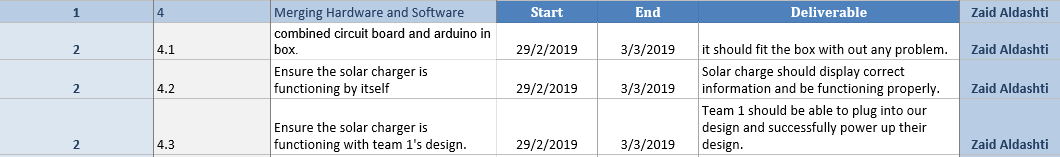 1 4 Merging Hardware and Software Start End Deliverable Zaid Aldashti
combined circuit board and arduino in
2 4.1 box. 29/2/2019 3/3/2019 it should fit the box with out any problem. Zaid Aldashti
Ensure the solar charger is Solar charge should display correct
2 4.2 functioning by itself 29/2/2019 3/3/2019 information and be functioning properly. Zaid Aldashti
Team 1 should be able to plug into our
Ensure the solar charger is design and successfully power up their
2 4.3 functioning with team 1's design. 29/2/2019 3/3/2019 design. Zaid Aldashti